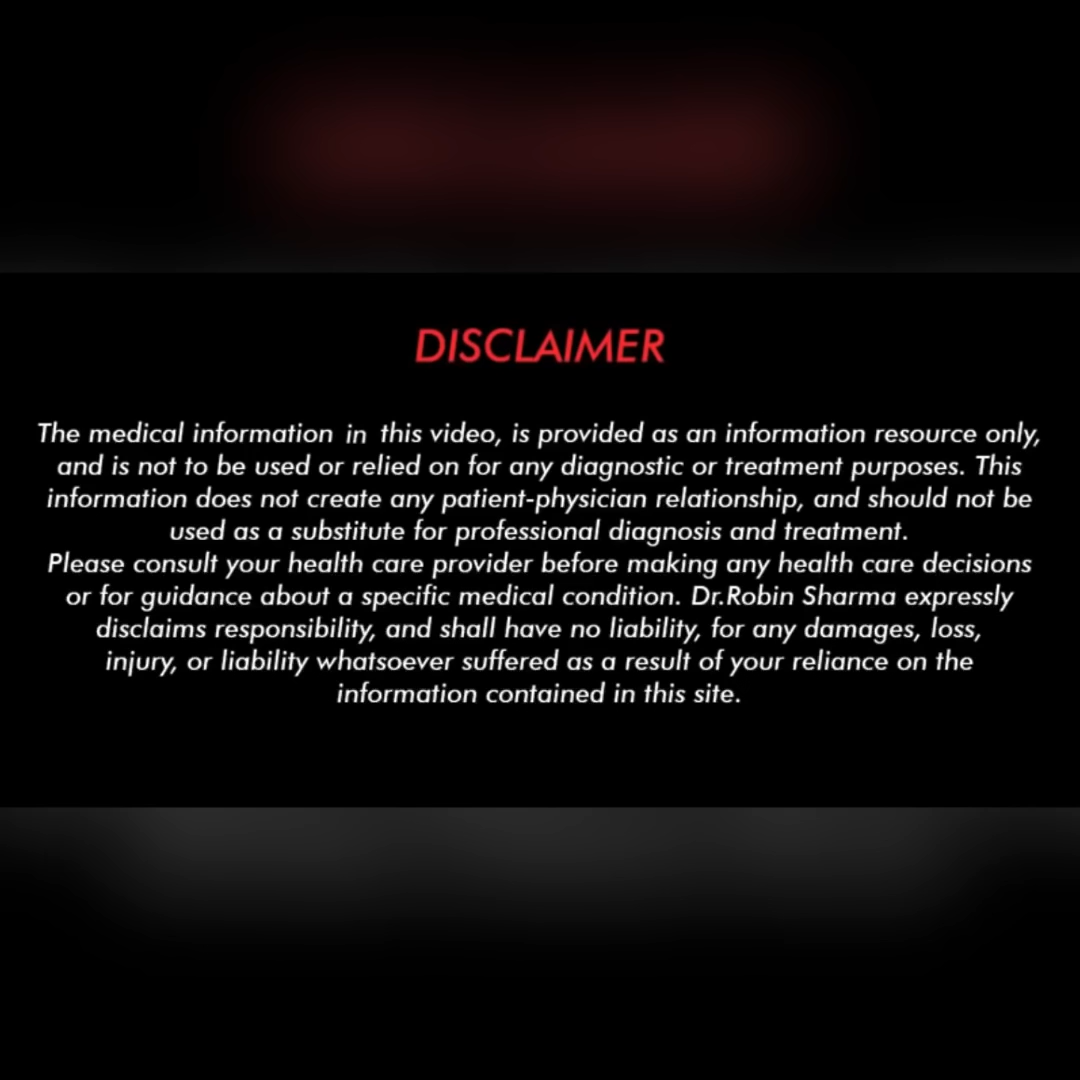 DISCLAIMER
The medical information in this video, is provided as an information resource only,
and is not to be used or relied on for any diagnostic or treatment purposes. This
information does not create any patient-physician relationship, and should not be
used as a substitute for professional diagnosis and treatment.
Please consult your health care provider before making any health care decisions
or for guidance about a specific medical condition. Dr.Robin Sharma expressly
disclaims responsibility, and shall have no liability, for any damages, loss,
injury, or liability whatsoever suffered as a result of your reliance on the
information contained in this site.